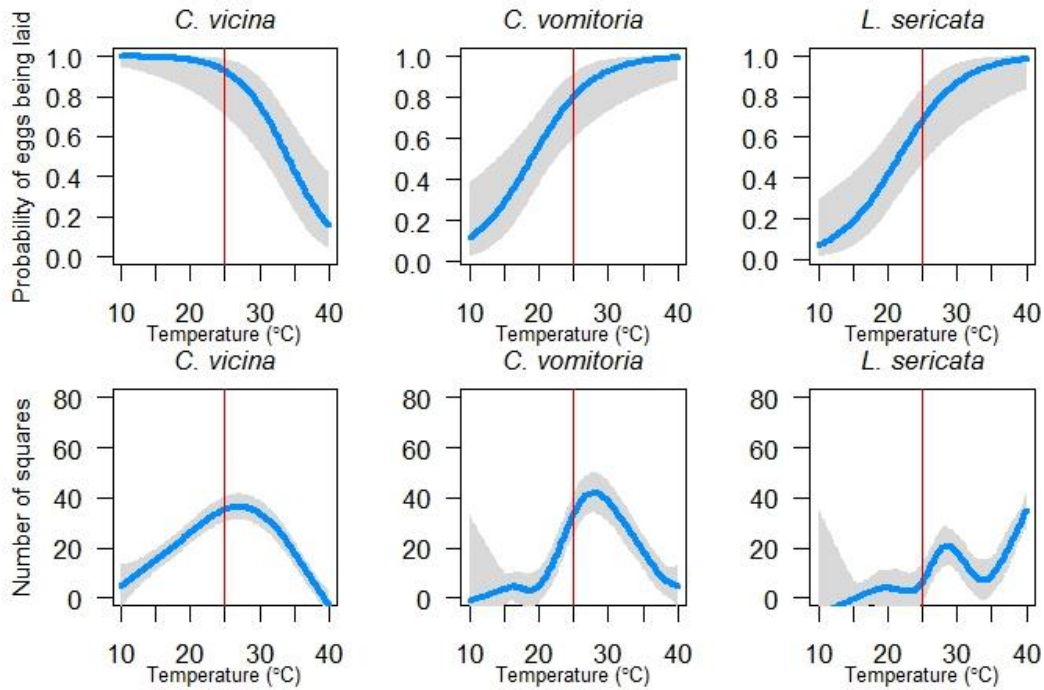 C. vicina C. vomitoria L. sericata
Probability of eggs being laid
1.0 1.0 1.0
0.8 0.8 0.8
0.6 0.6 0.6
0.4 0.4 0.4
0.2 0.2 0.2
0.0 0.0 0.0
10 20 30 40 10 20 30 40 10 20 30 40
Temperature (°C) Temperature (°C) Temperature (°C)
C. vicina C. vomitoria L. sericata
Number of squares
80 80 80
60 60 60
40 40 40
20 20 20
0 0 0
10 20 30 40 10 20 30 40 10 20 30 40
Temperature (°C) Temperature (°C) Temperature (°C)